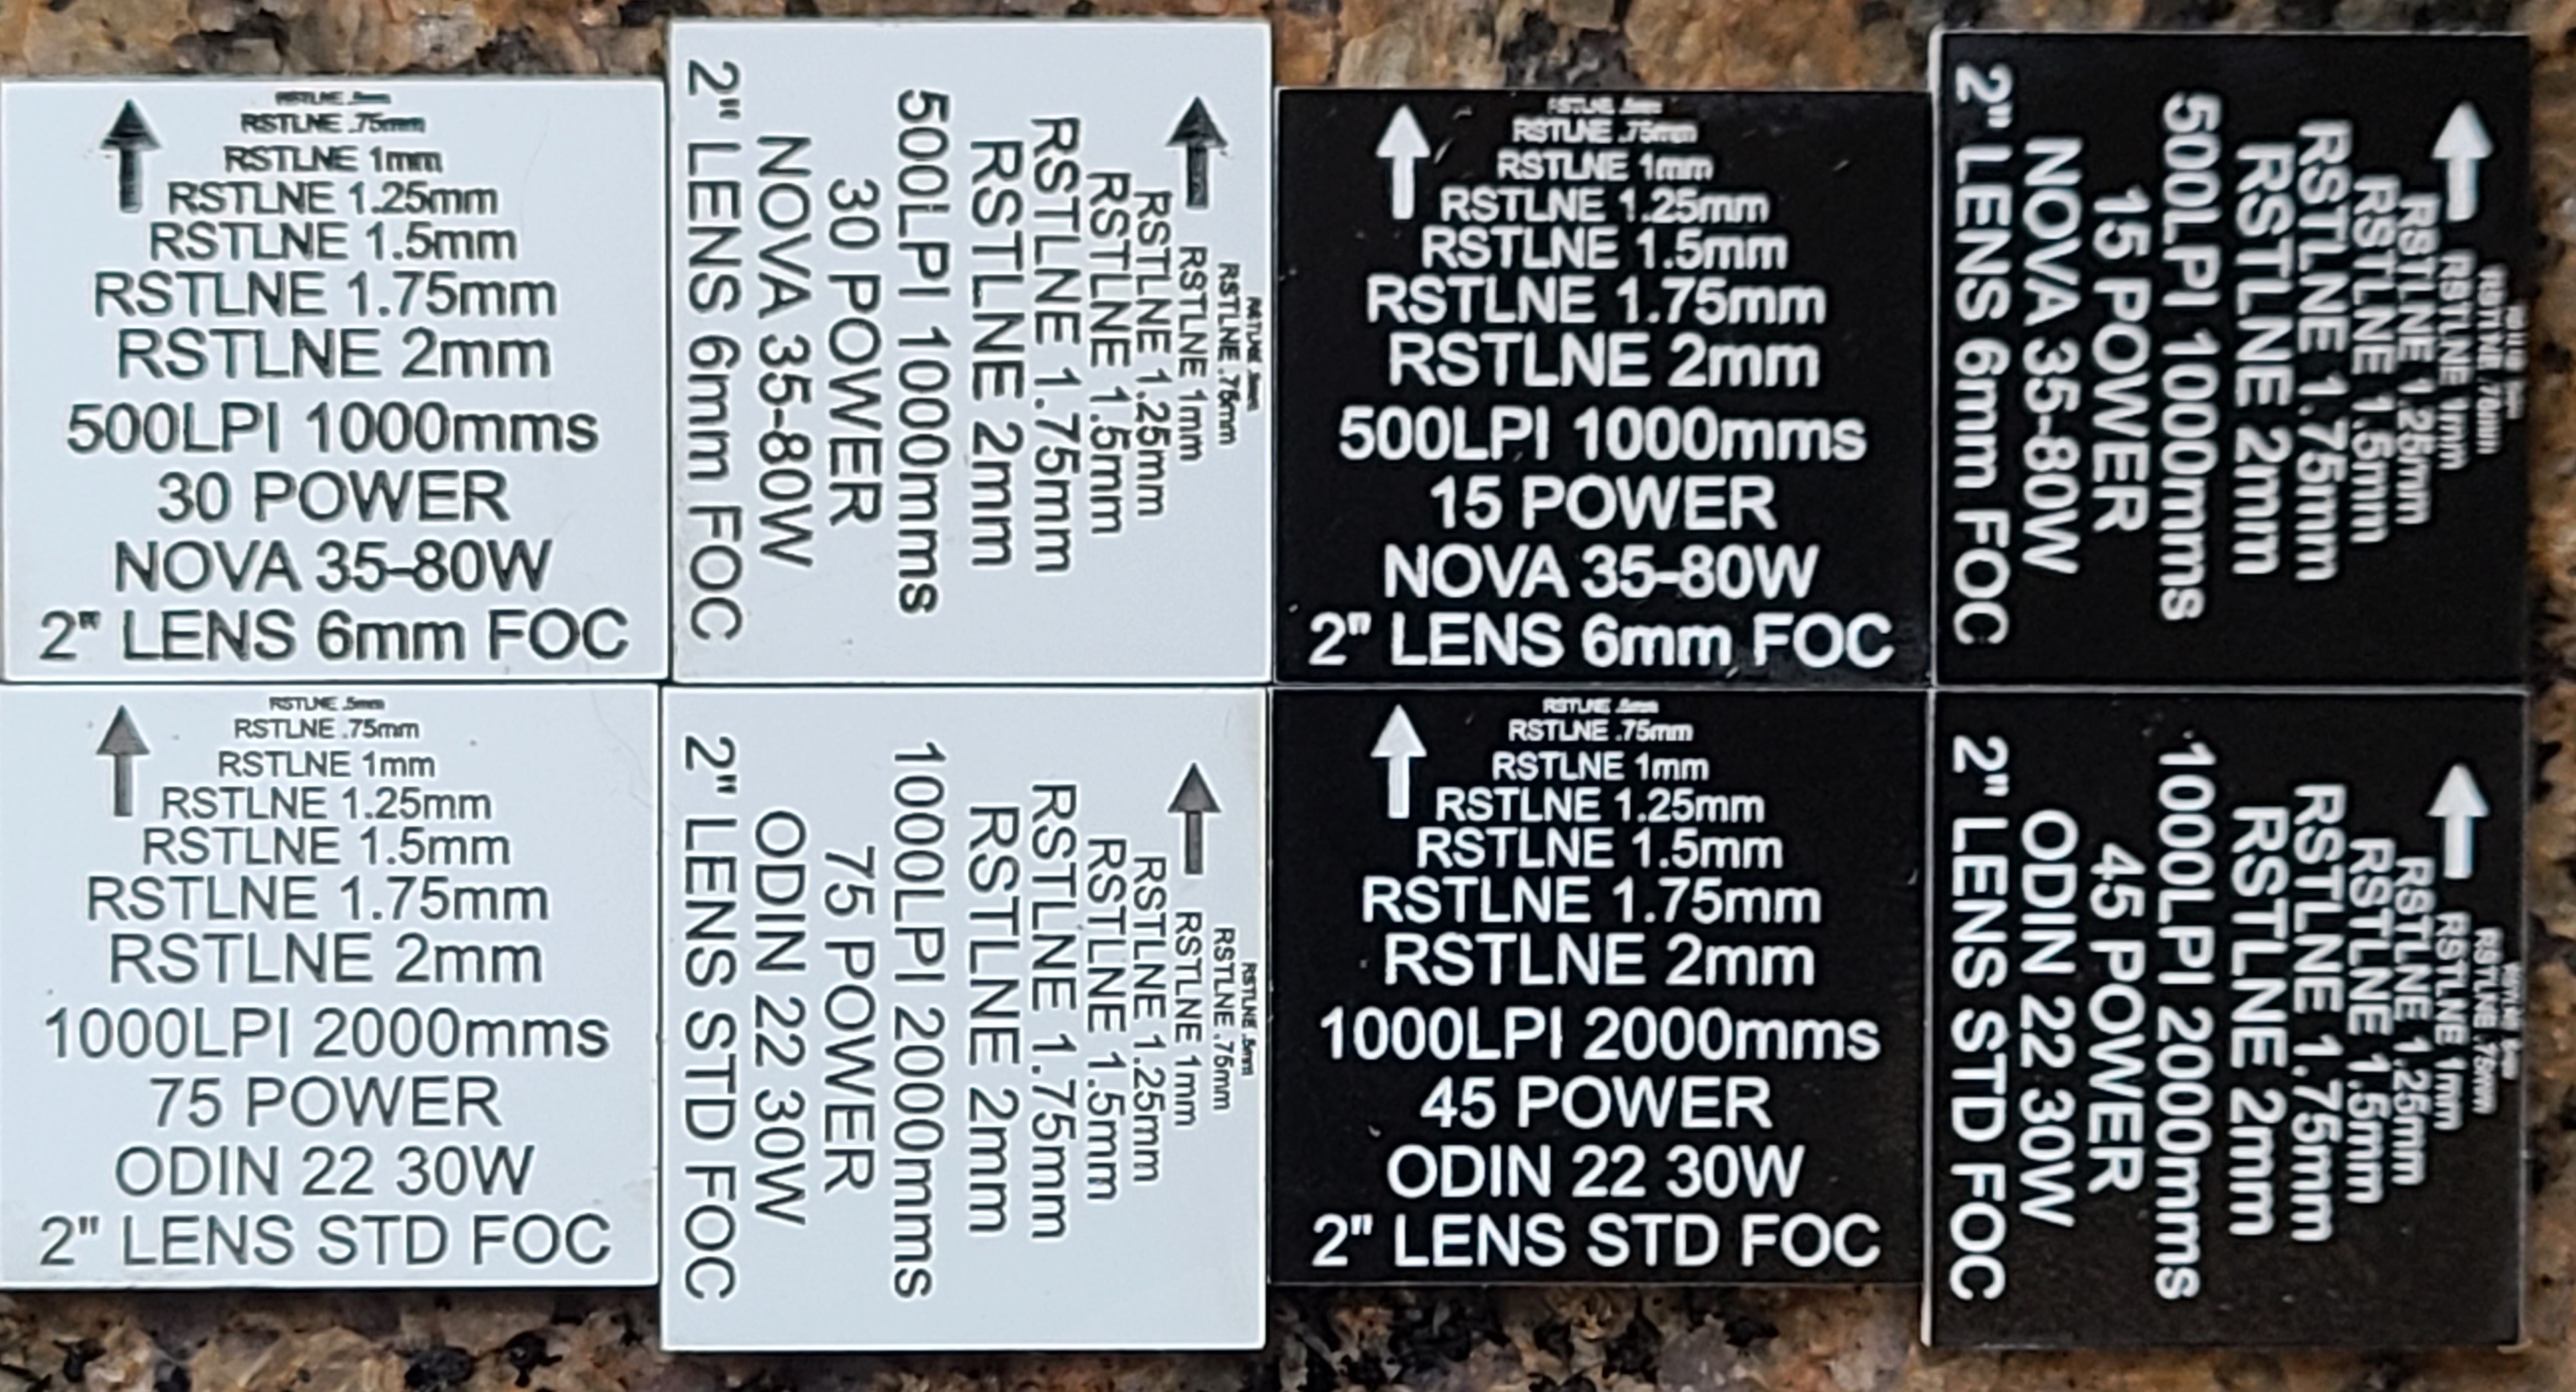 RSTLNE .5mm
RSTLNE .75mm
RSTLNE 1mm
RSTLNE 1.25mm
RSTLNE 1.5mm
RSTLNE 1.75mm
RSTLNE 2mm
500LPI 1000mms
30 POWER
NOVA 35-80W
2" LENS 6mm FOC
RSTLNE .5mm
RSTLNE .75mm
RSTLNE 1mm
RSTLNE 1.25mm
RSTLNE 1.5mm
RSTLNE 1.75mm
RSTLNE 2mm
500LPI 1000mms
30 POWER
NOVA 35-80W
2" LENS 6mm FOC
RSTLNE .5mm
RSTLNE .75mm
RSTLNE 1mm
RSTLNE 1.25mm
RSTLNE 1.5mm
RSTLNE 1.75mm
RSTLNE 2mm
500LPI 1000mms
15 POWER
NOVA 35-80W
2" LENS 6mm FOC
RSTLNE .75mm
RSTLNE 1mm
RSTLNE 1.25mm
RSTLNE 1.5mm
RSTLNE 1.75mm
RSTLNE 2mm
500LPI 1000mms
15 POWER
NOVA 35-80W
2" LENS 6mm FOC
RSTLNE .5mm
RSTLNE .75mm
RSTLNE 1mm
RSTLNE 1.25mm
RSTLNE 1.5mm
RSTLNE 1.75mm
RSTLNE 2mm
1000LPI 2000mms
75 POWER
ODIN 22 30W
2" LENS STD FOC
RSTLNE .5mm
RSTLNE .75mm
RSTLNE 1mm
RSTLNE 1.25mm
RSTLNE 1.5mm
RSTLNE 1.75mm
RSTLNE 2mm
1000LPI 2000mms
75 POWER
ODIN 22 30W
2" LENS STD FOC
RSTLNE .5mm
RSTLNE .75mm
RSTLNE 1mm
RSTLNE 1.25mm
RSTLNE 1.5mm
RSTLNE 1.75mm
RSTLNE 2mm
1000LPI 2000mms
45 POWER
ODIN 22 30W
2" LENS STD FOC
RSTLNE .75mm
RSTLNE 1mm
RSTLNE 1.25mm
RSTLNE 1.5mm
RSTLNE 1.75mm
RSTLNE 2mm
1000LPI 2000mms
45 POWER
ODIN 22 30W
2" LENS STD FOC